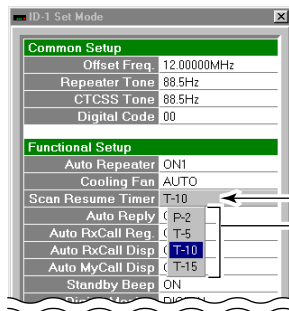 ID-1 Set Mode
Common Setup
Offset Freq. 12.00000MHz
Repeater Tone 88.5Hz
CTCSS Tone 88.5Hz
Digital Code 00
Functional Setup
Auto Repeater ON1
Cooling Fan AUTO
Scan Resume Timer T-10
Auto Reply P-2
Auto RxCall Reg. T-5
Auto RxCall Disp T-10
Auto MyCall Disp T-15
Standby Beep ON